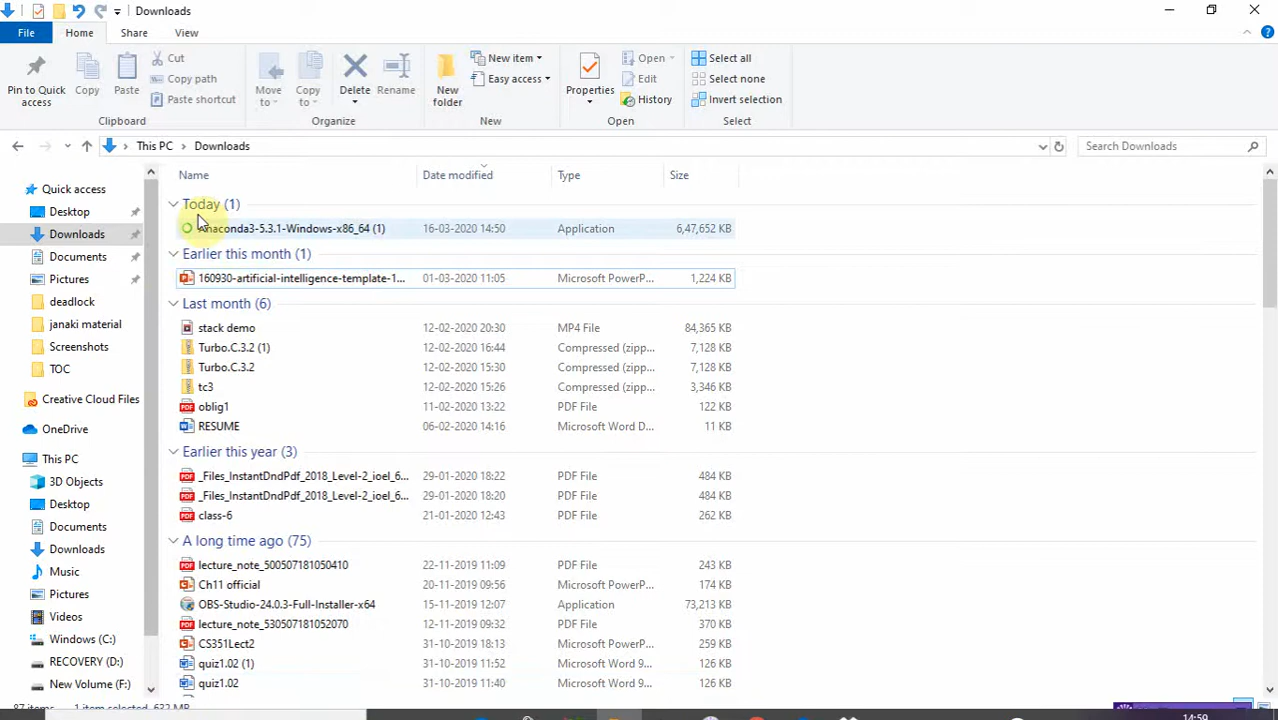 Downloads
File Home Share View
Pin to Quick access
Copy
Paste
Cut
Copy path
Paste shortcut
Clipboard
Move to
Copy to
Delete
Rename
Organize
New folder
New item
Easy access
New
Properties
Open
Edit
History
Open
Select all
Select none
Invert selection
Select
This PC Downloads
Search Downloads
Quick access
Desktop
Downloads
Documents
Pictures
deadlock
janaki material
Screenshots
TOC
Creative Cloud Files
OneDrive
This PC
3D Objects
Desktop
Documents
Downloads
Music
Pictures
Videos
Windows (C:)
RECOVERY (D:)
New Volume (F:)
Name Date modified Type Size
Today (1)
Anaconda3-5.3.1-Windows-x86_64 (1) 16-03-2020 14:50 Application 6,47,652 KB
Earlier this month (1)
160930-artificial-intelligence-template-1... 01-03-2020 11:05 Microsoft PowerP... 1,224 KB
Last month (6)
stack demo 12-02-2020 20:30 MP4 File 84,365 KB
Turbo.C.3.2 (1) 12-02-2020 16:44 Compressed (zipp... 7,128 KB
Turbo.C.3.2 12-02-2020 15:30 Compressed (zipp... 7,128 KB
tc3 12-02-2020 15:26 Compressed (zipp... 3,346 KB
oblig1 11-02-2020 13:22 PDF File 122 KB
RESUME 06-02-2020 14:16 Microsoft Word D... 11 KB
Earlier this year (3)
_Files_InstantDndPdf_2018_Level-2_ioel_6... 29-01-2020 18:22 PDF File 484 KB
_Files_InstantDndPdf_2018_Level-2_ioel_6... 29-01-2020 18:20 PDF File 484 KB
class-6 21-01-2020 12:43 PDF File 262 KB
A long time ago (75)
lecture_note_500507181050410 22-11-2019 11:09 PDF File 243 KB
Ch11 official 20-11-2019 09:56 Microsoft PowerP... 174 KB
OBS-Studio-24.0.3-Full-Installer-x64 15-11-2019 12:07 Application 73,213 KB
lecture_note_530507181052070 12-11-2019 09:32 PDF File 370 KB
CS351Lect2 31-10-2019 18:13 Microsoft PowerP... 259 KB
quiz1.02 (1) 31-10-2019 11:52 Microsoft Word 9... 126 KB
quiz1.02 31-10-2019 11:40 Microsoft Word 9... 126 KB
87 items 1 item selected 632 MB
14:59